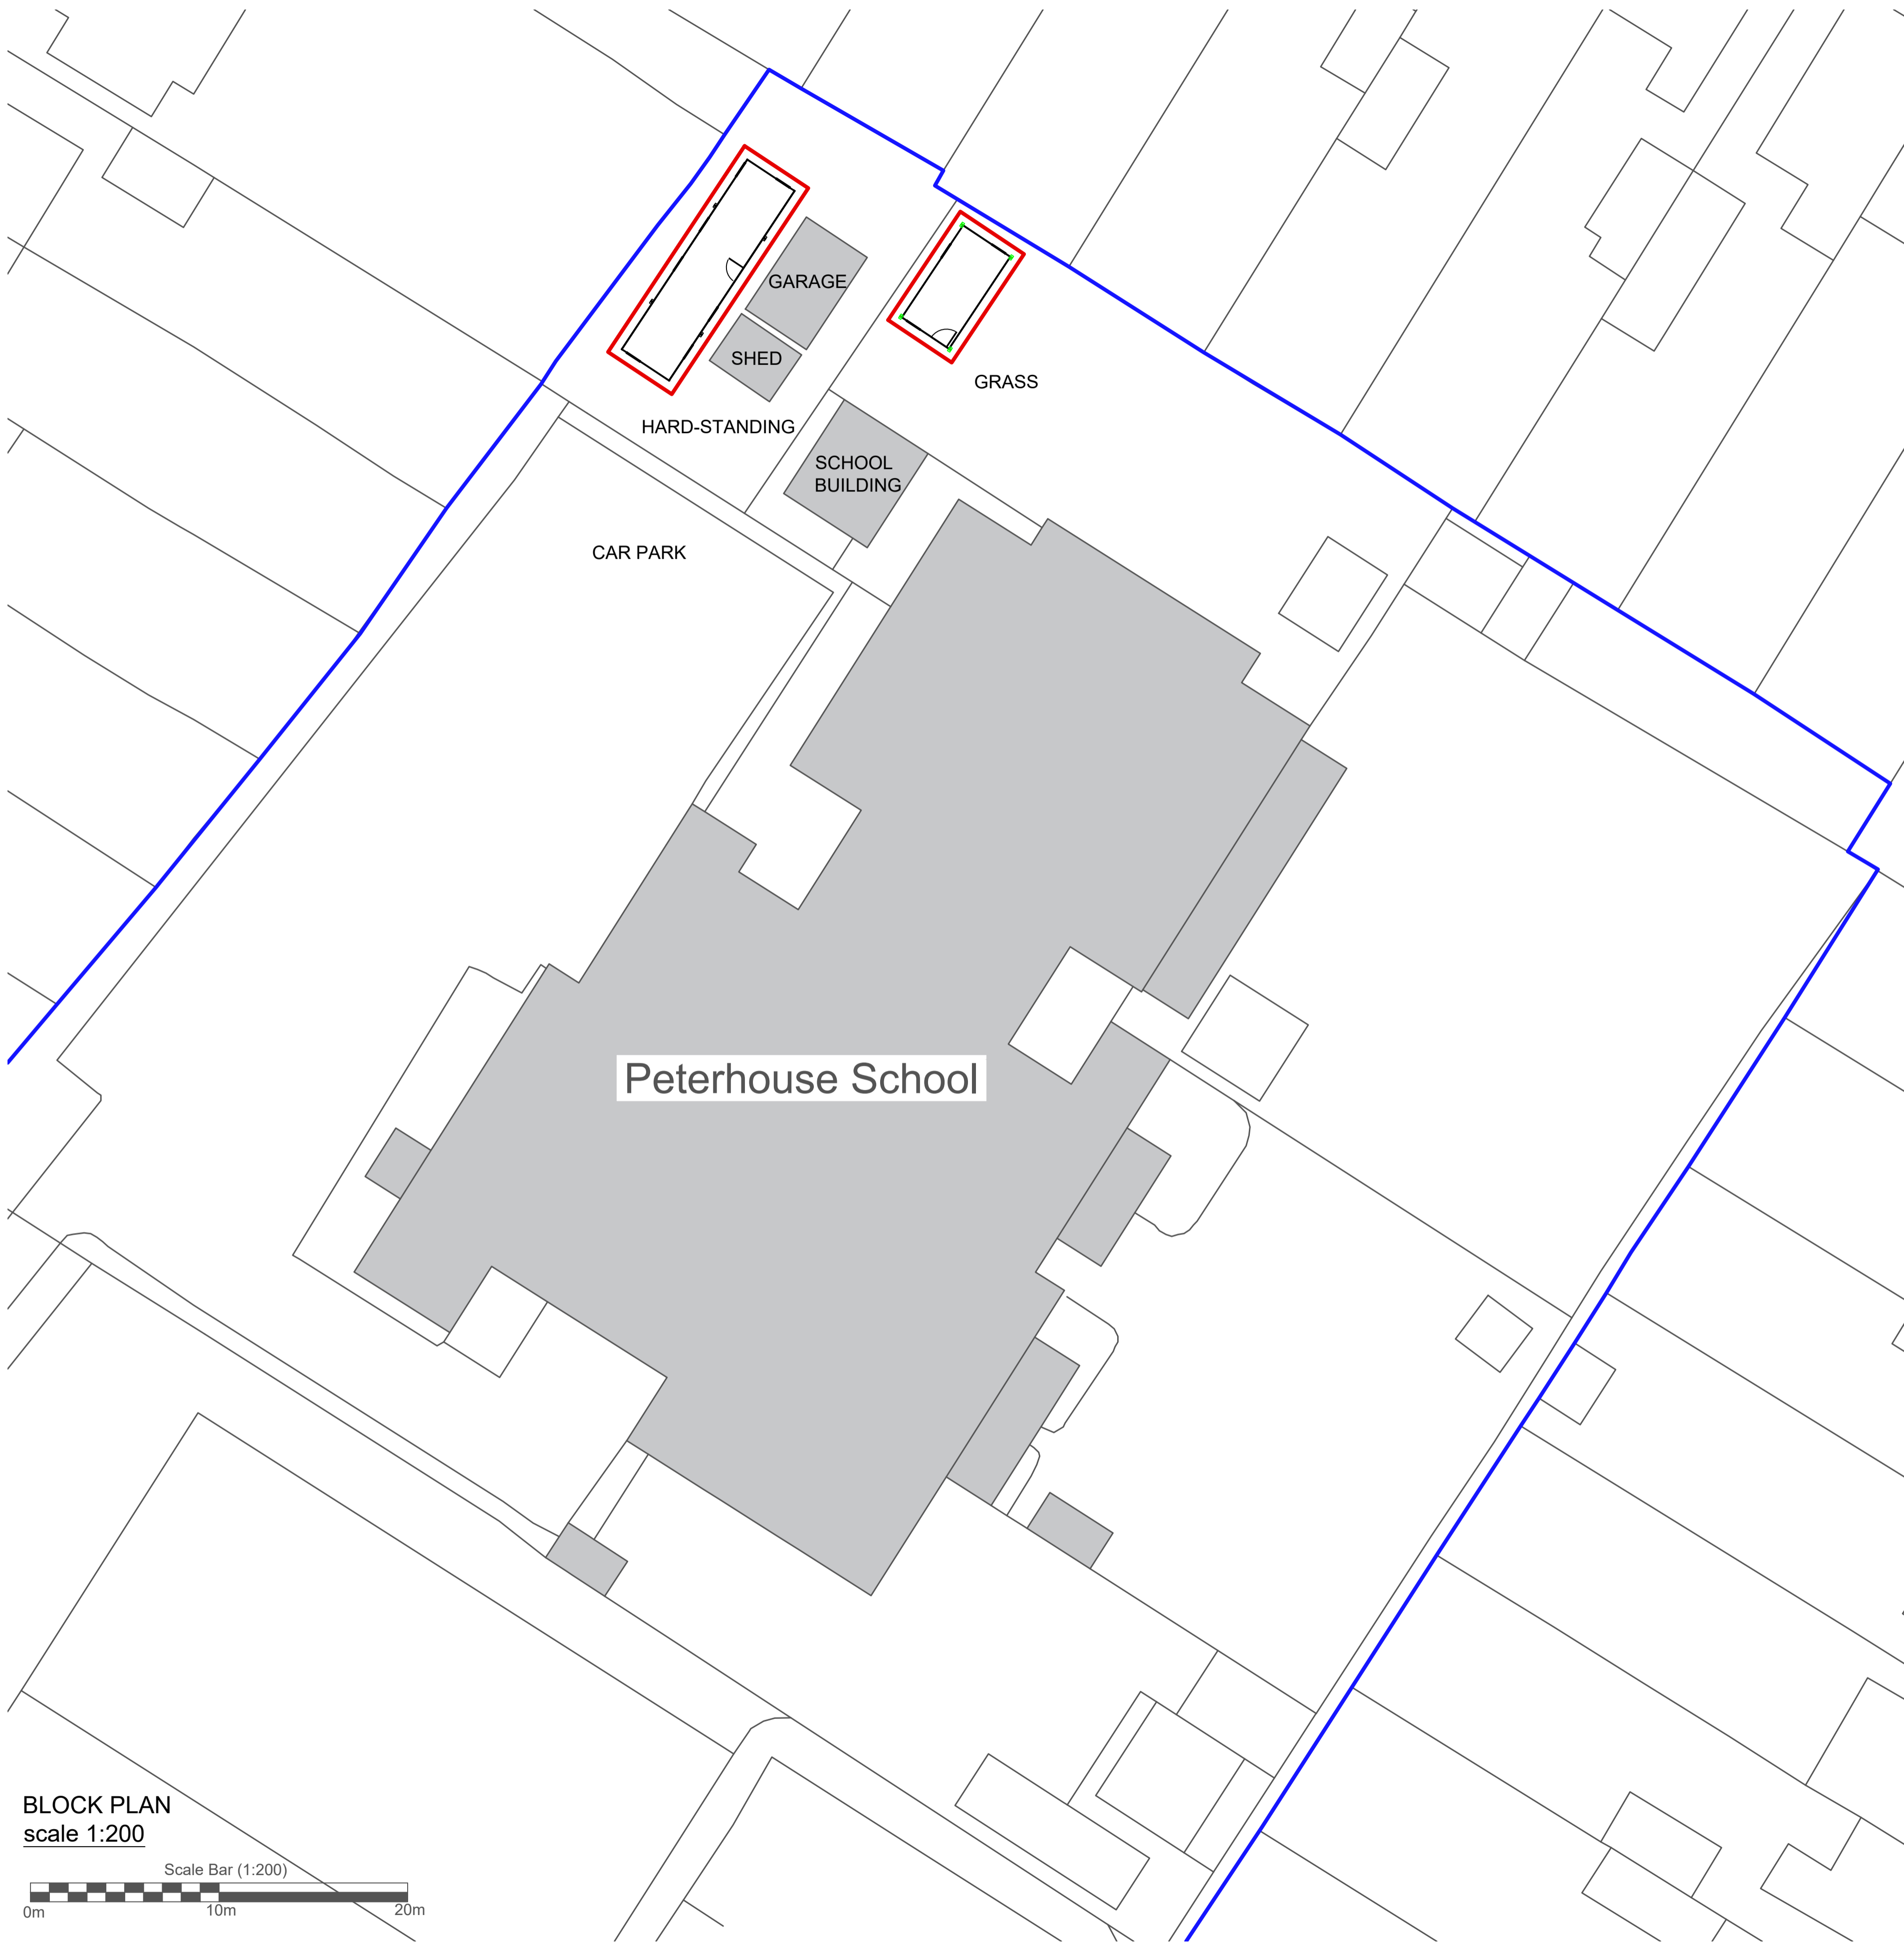 GARAGE
SHED
GRASS
HARD-STANDING
SCHOOL
BUILDING
CAR PARK
Peterhouse School
BLOCK PLAN
scale 1:200
Scale Bar (1:200)
0m 10m 20m